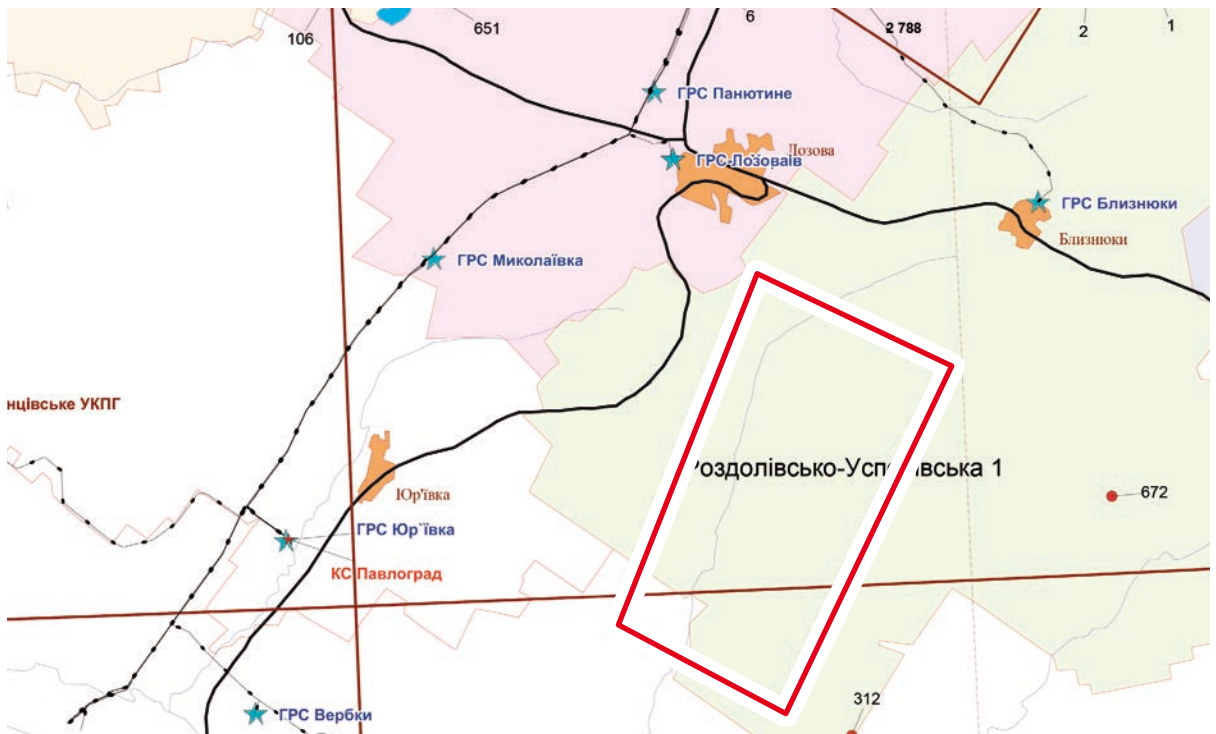 106
651
6
2 788
2
1
ГРС Панютине
Лозова
ГРС Лозоваів
ГРС Близнюки
Близнюки
ГРС Миколаївка
нцівське УКПГ
672
Юр'ївка
ГРС Юр`ївка
КС Павлоград
312
ГРС Вербки